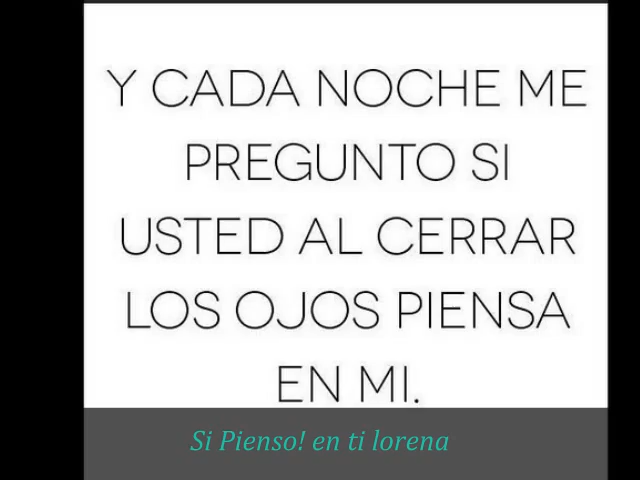 Y CADA NOCHE ME
PREGUNTO SI
USTED AL CERRAR
LOS OJOS PIENSA
EN MI.
Si Pienso! en ti lorena